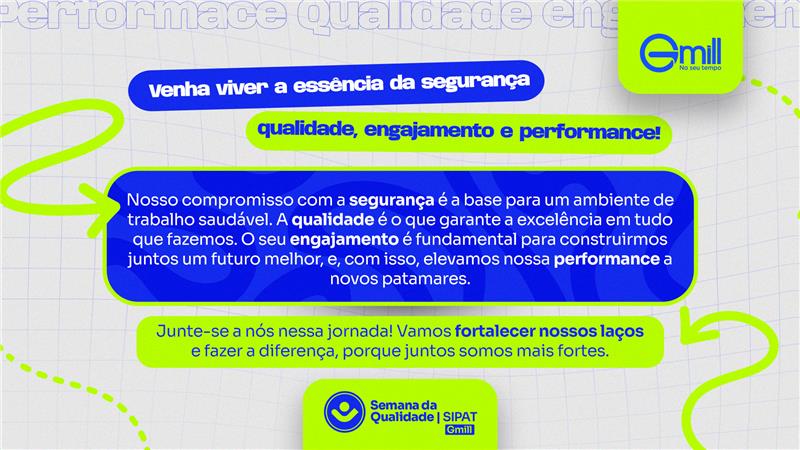 Performace Qualidade engajamen
Gmill
No seu tempo
Venha viver a essência da segurança
qualidade, engajamento e performance!
Nosso compromisso com a segurança é a base para um ambiente de
trabalho saudável. A qualidade é o que garante a excelência em tudo
que fazemos. O seu engajamento é fundamental para construirmos
juntos um futuro melhor, e, com isso, elevamos nossa performance a
novos patamares.
Junte-se a nós nessa jornada! Vamos fortalecer nossos laços
e fazer a diferença, porque juntos somos mais fortes.
Semana da
Qualidade | SIPAT
Gmill